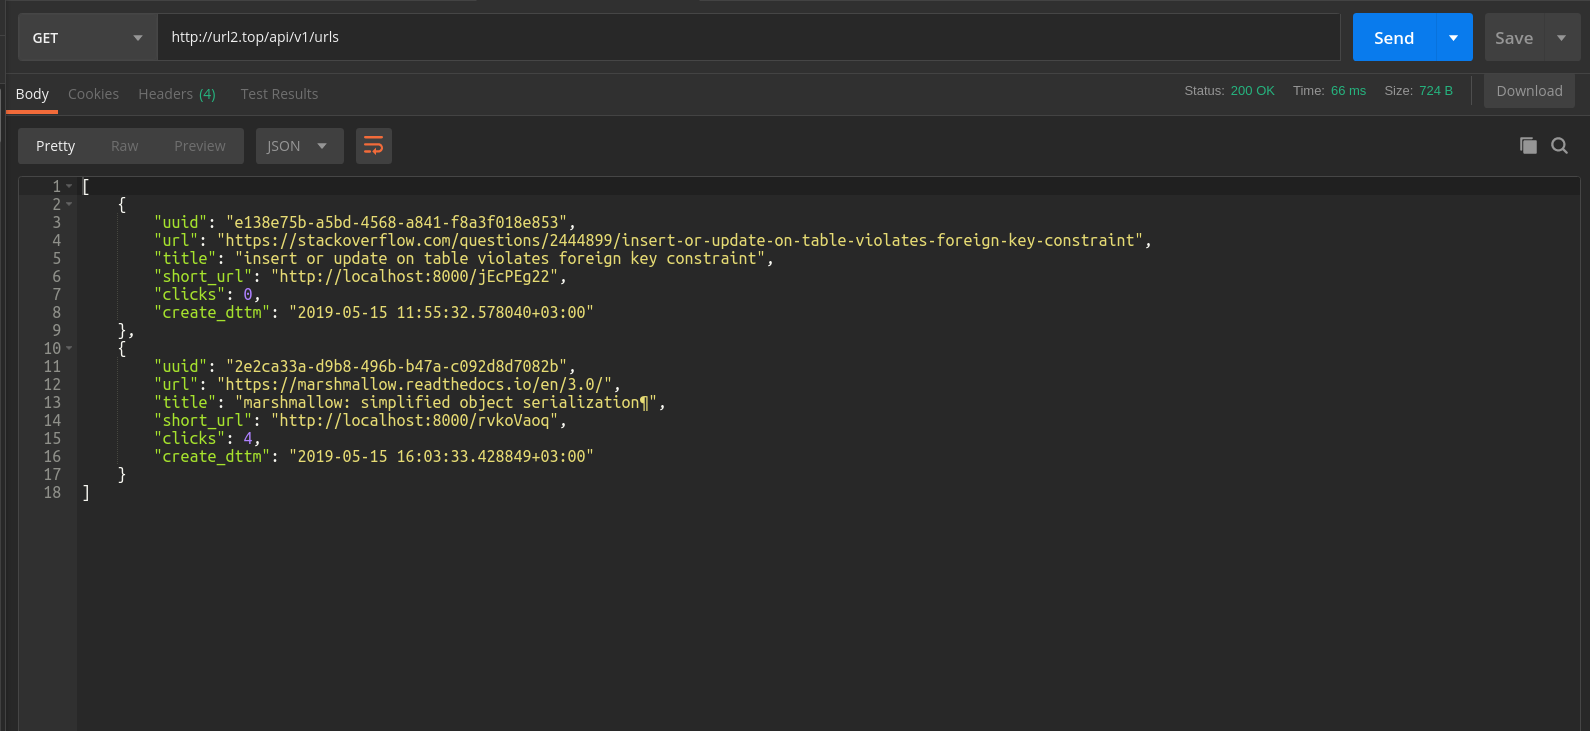 GET http://url2.top/api/v1/urls Send Save
Body Cookies Headers (4) Test Results Status: 200 OK Time: 66 ms Size: 724 B Download
Pretty Raw Preview JSON
1 [
2 {
3 "uuid": "e138e75b-a5bd-4568-a841-f8a3f018e853",
4 "url": "https://stackoverflow.com/questions/2444899/insert-or-update-on-table-violates-foreign-key-constraint",
5 "title": "insert or update on table violates foreign key constraint",
6 "short_url": "http://localhost:8000/jEcPEg22",
7 "clicks": 0,
8 "create_dttm": "2019-05-15 11:55:32.578040+03:00"
9 },
10 {
11 "uuid": "2e2ca33a-d9b8-496b-b47a-c092d8d7082b",
12 "url": "https://marshmallow.readthedocs.io/en/3.0/",
13 "title": "marshmallow: simplified object serialization¶",
14 "short_url": "http://localhost:8000/rvkoVaoq",
15 "clicks": 4,
16 "create_dttm": "2019-05-15 16:03:33.428849+03:00"
17 }
18 ]